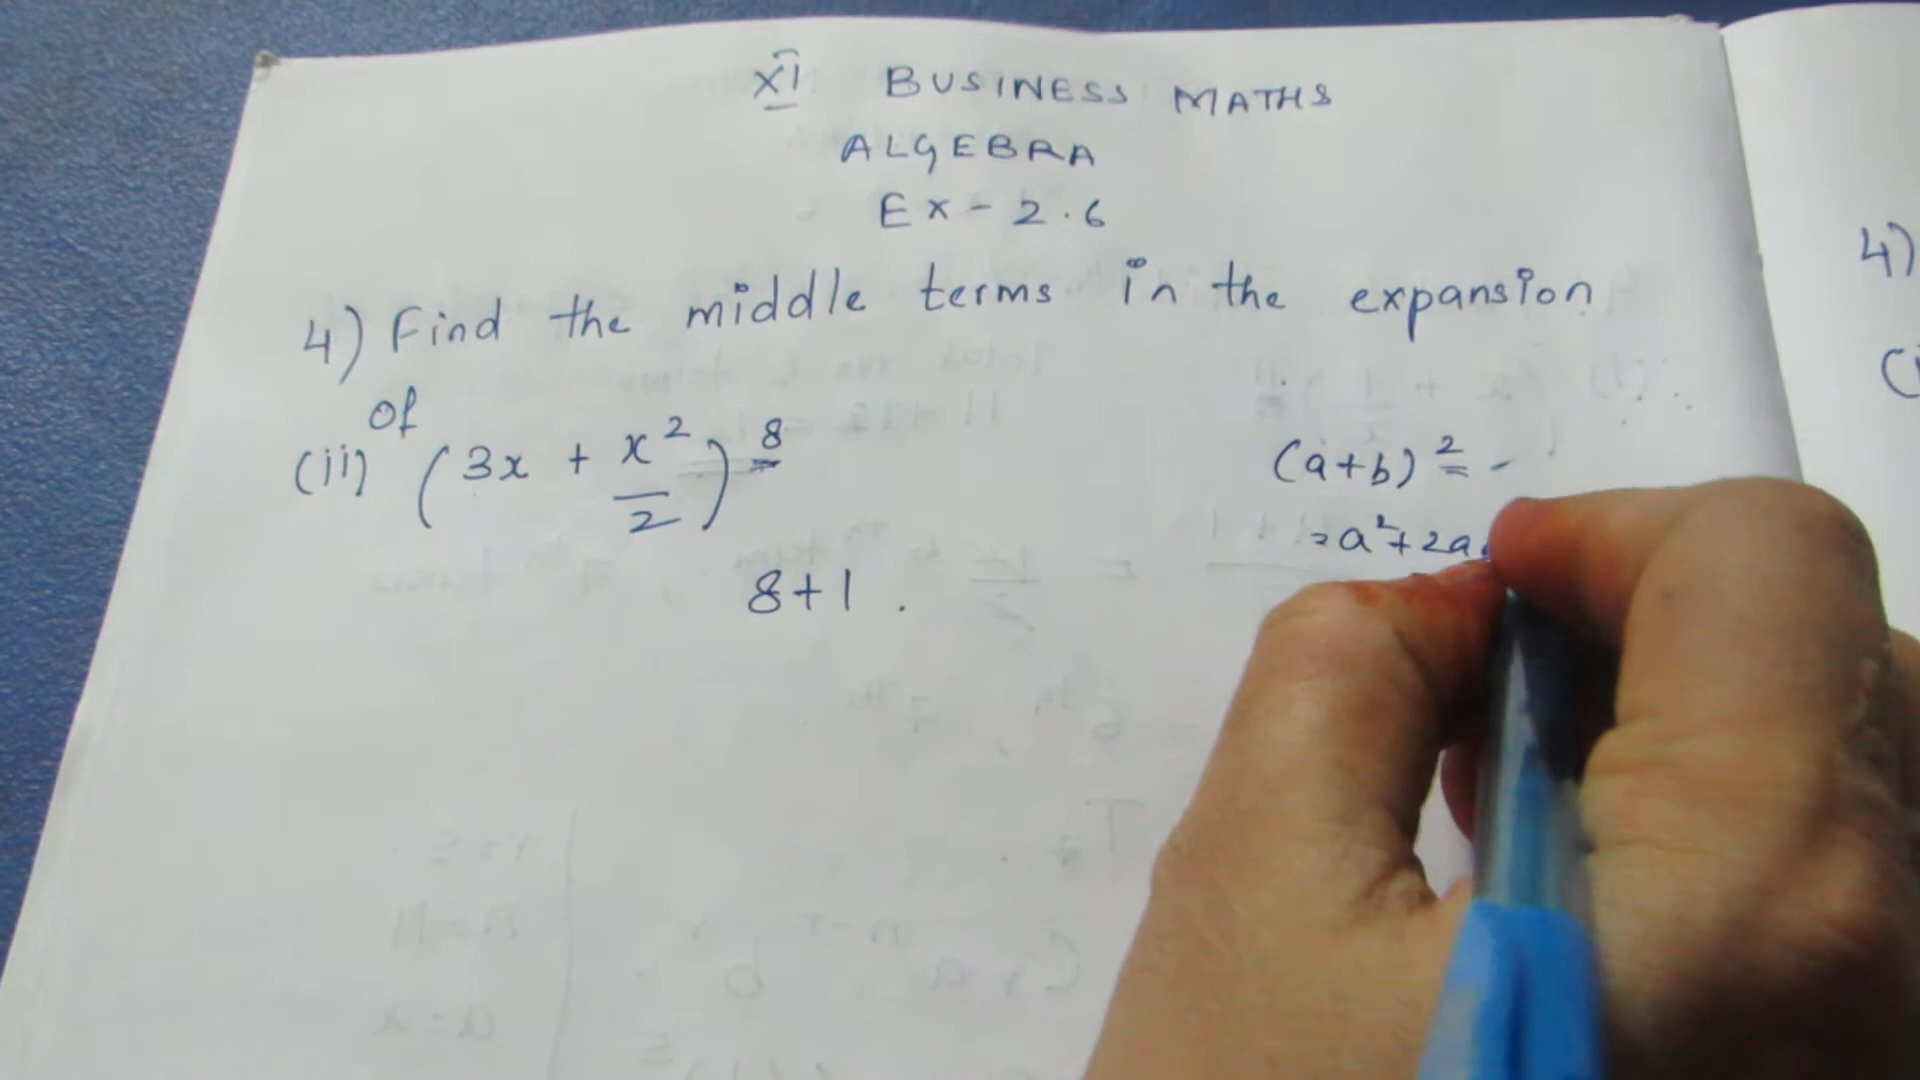 XI BUSINESS MATHS
ALGEBRA
Ex - 2.6
4) Find the middle terms in the expansion
of
(ii) (3x + x²/2)⁸
(a+b)² = -
= a² + 2a
8+1 .
4)
(i